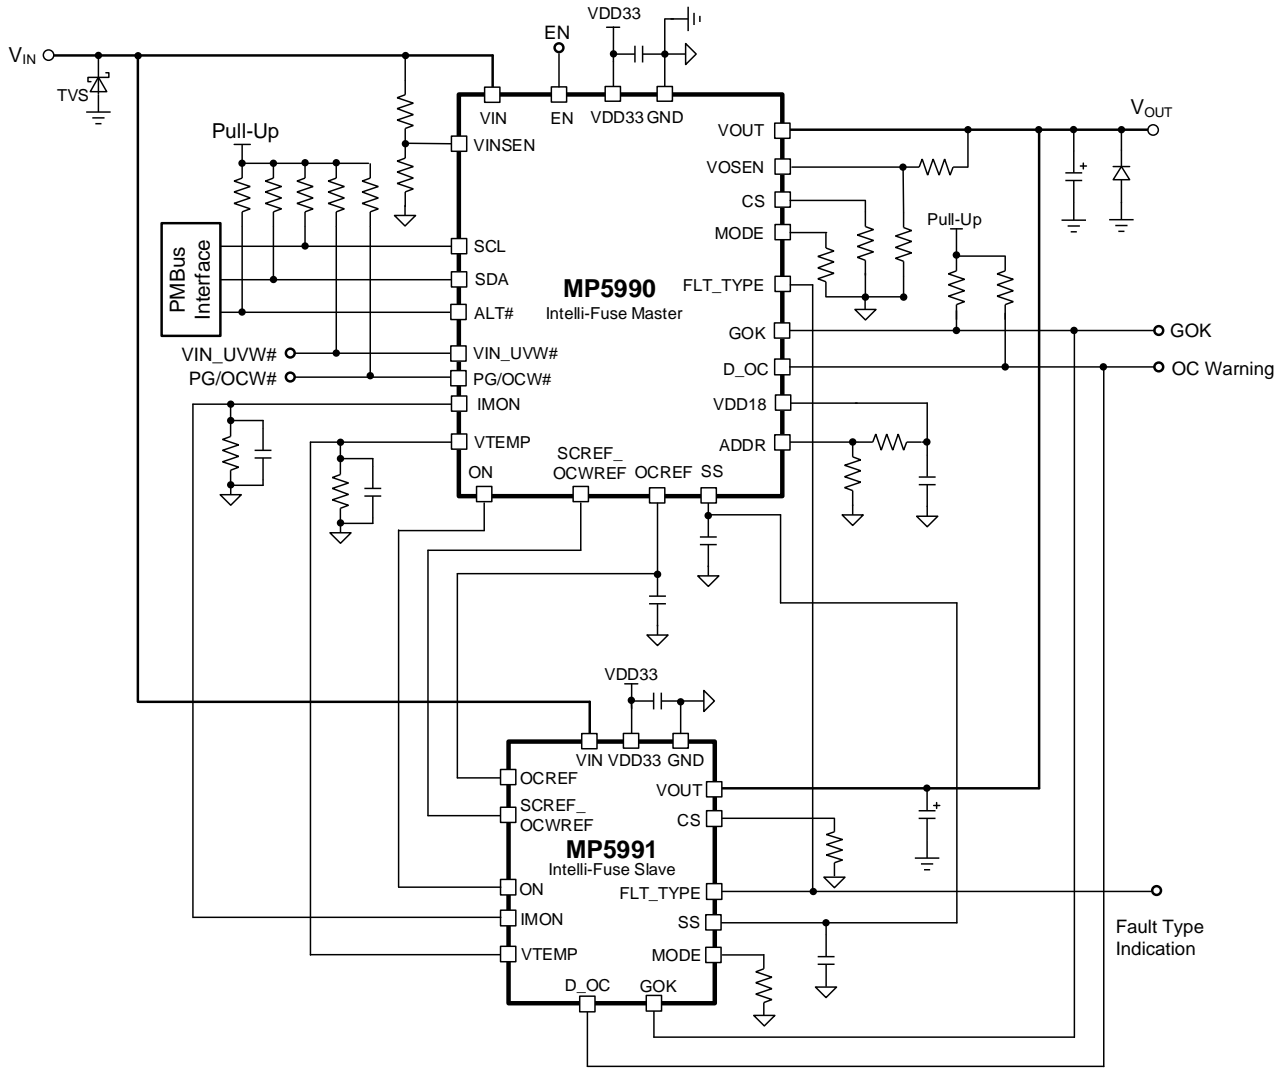 VDD33
EN
VIN
TVS
VIN
EN
VDD33 GND
VOUT
VOUT
Pull-Up
VINSEN
VOSEN
CS
Pull-Up
MODE
PMBus
Interface
SCL
SDA
ALT#
MP5990
Intelli-Fuse Master
FLT_TYPE
GOK
GOK
VIN_UVW#
VIN_UVW#
D_OC
OC Warning
PG/OCW#
PG/OCW#
IMON
VDD18
VTEMP
ADDR
ON
SCREF_
OCWREF
OCREF
SS
VDD33
VIN
VDD33
GND
OCREF
VOUT
SCREF_
OCWREF
CS
MP5991
Intelli-Fuse Slave
ON
FLT_TYPE
IMON
SS
Fault Type
Indication
VTEMP
MODE
D_OC
GOK